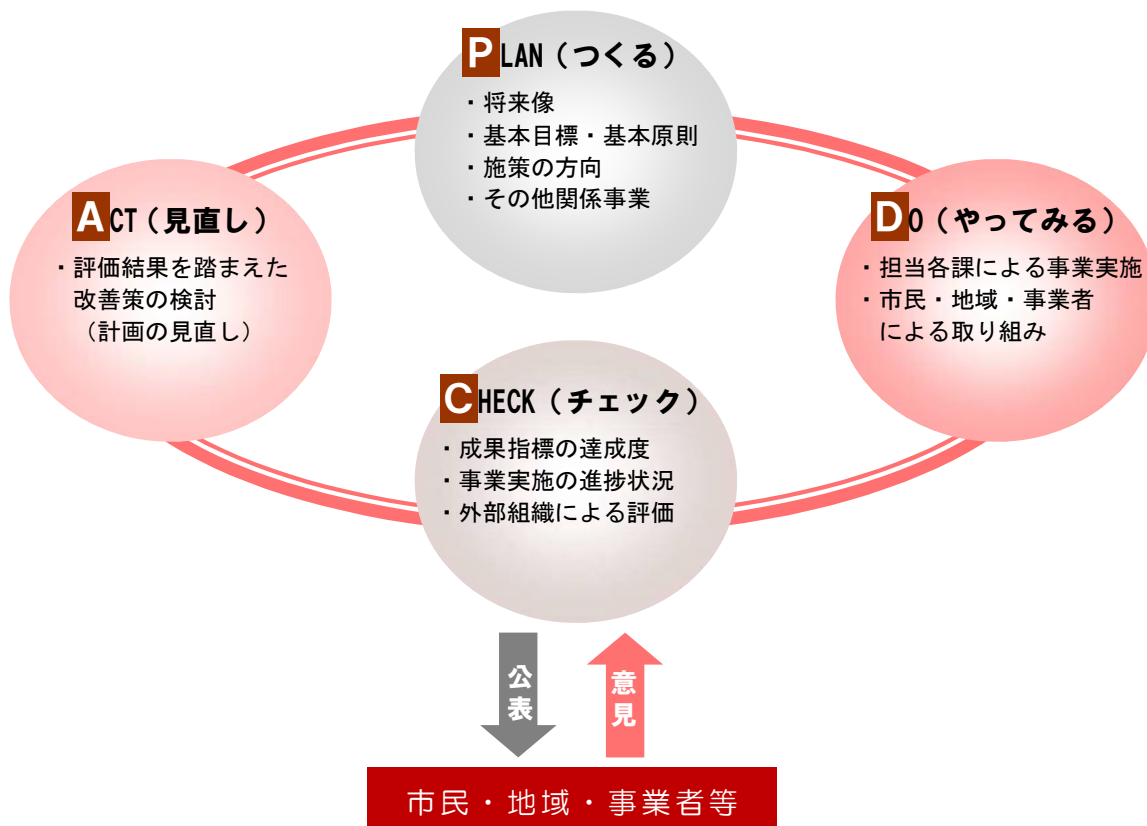 PLAN（つくる）
・将来像
・基本目標・基本原則
・施策の方向
・その他関係事業
ACT（見直し）
・評価結果を踏まえた
改善策の検討
（計画の見直し）
DO（やってみる）
・担当各課による事業実施
・市民・地域・事業者
による取り組み
CHECK（チェック）
・成果指標の達成度
・事業実施の進捗状況
・外部組織による評価
公表
意見
市民・地域・事業者等